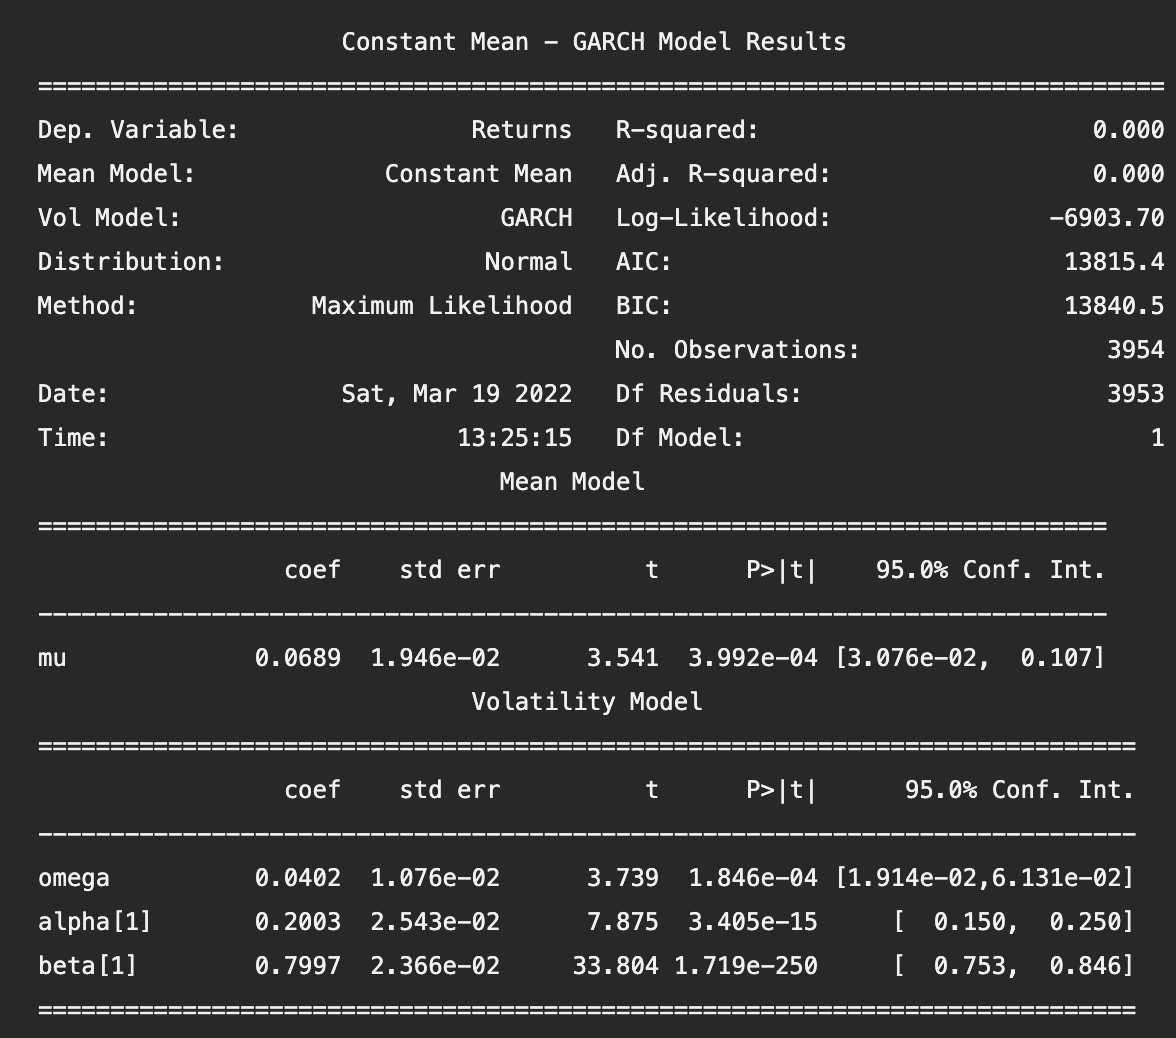 Constant Mean - GARCH Model Results
==============================================================================
Dep. Variable:                Returns   R-squared:                       0.000
Mean Model:             Constant Mean   Adj. R-squared:                  0.000
Vol Model:                      GARCH   Log-Likelihood:               -6903.70
Distribution:                  Normal   AIC:                           13815.4
Method:            Maximum Likelihood   BIC:                           13840.5
                                        No. Observations:                 3954
Date:                Sat, Mar 19 2022   Df Residuals:                     3953
Time:                        13:25:15   Df Model:                            1
                                Mean Model
==========================================================================
                 coef    std err          t      P>|t|    95.0% Conf. Int.
--------------------------------------------------------------------------
mu             0.0689  1.946e-02      3.541  3.992e-04 [3.076e-02,  0.107]
                              Volatility Model
============================================================================
                 coef    std err          t      P>|t|      95.0% Conf. Int.
----------------------------------------------------------------------------
omega          0.0402  1.076e-02      3.739  1.846e-04 [1.914e-02,6.131e-02]
alpha[1]       0.2003  2.543e-02      7.875  3.405e-15     [  0.150,  0.250]
beta[1]        0.7997  2.366e-02     33.804 1.719e-250     [  0.753,  0.846]
============================================================================